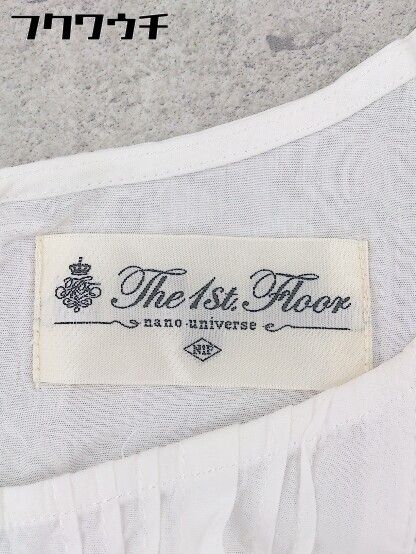 フクワウチ
The 1st. Floor
nano·universe